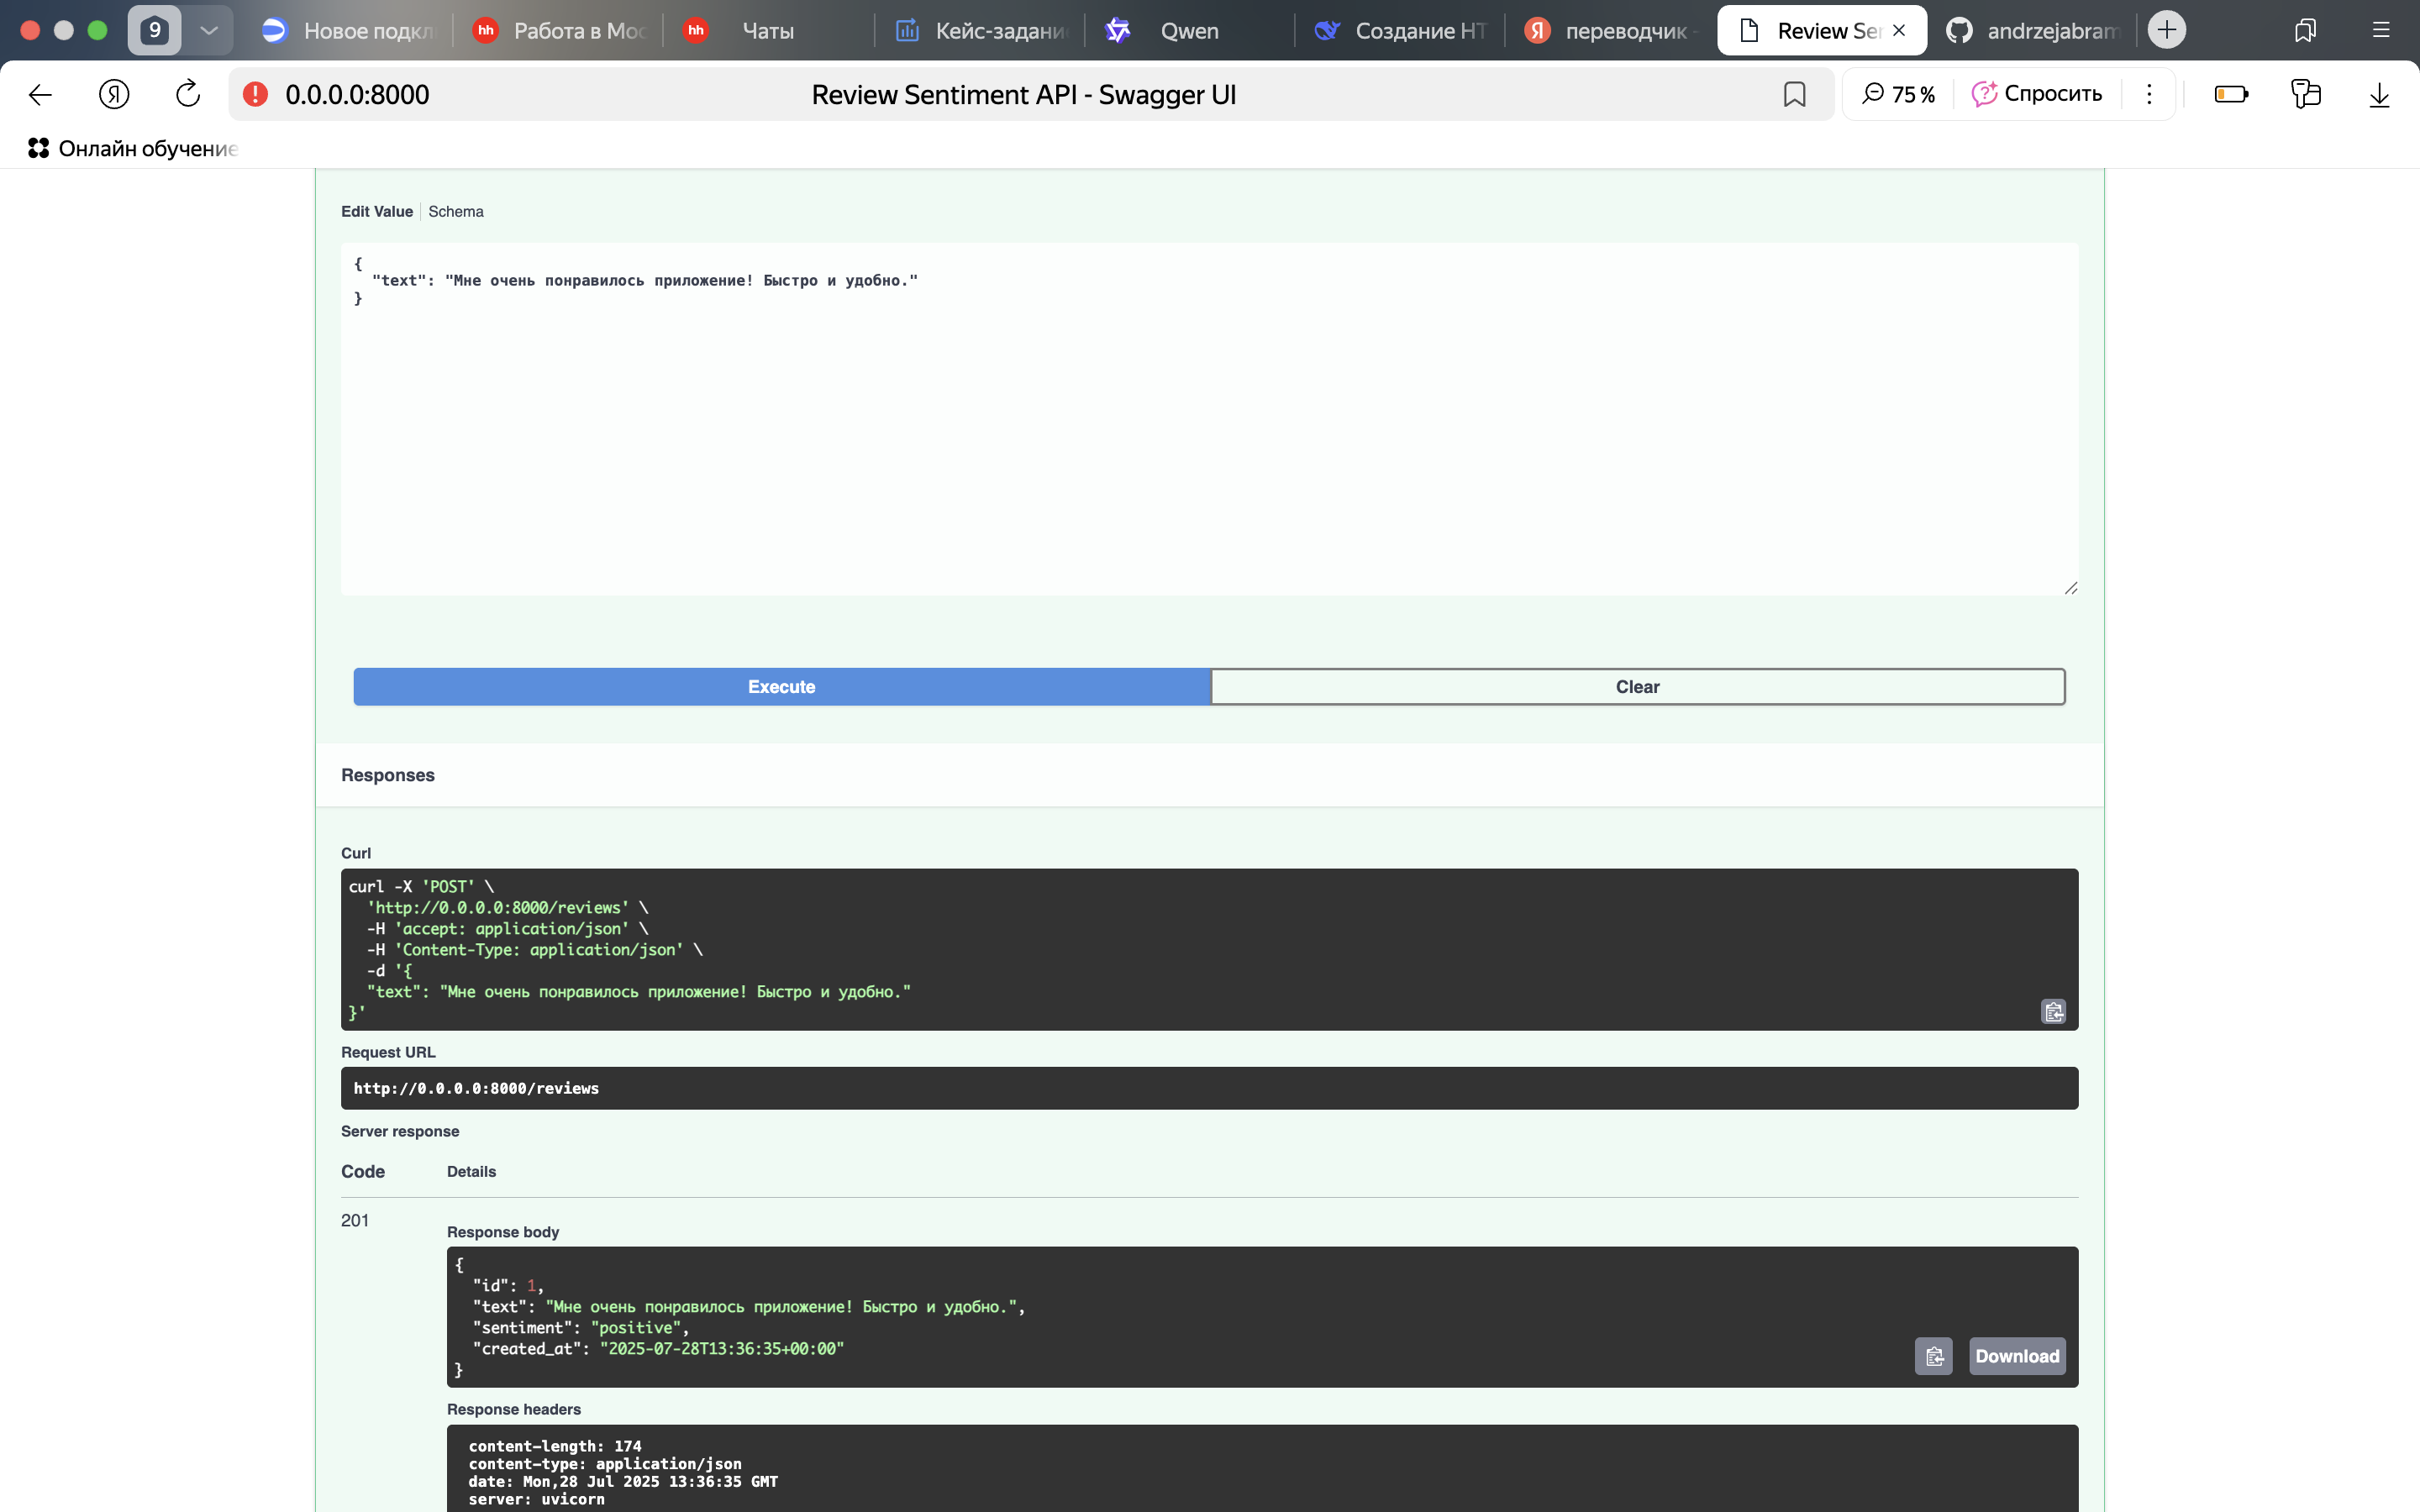 9
Новое подкл
hh
Работа в Мос
hh
Чаты
Кейс-задани
Qwen
Создание HT
Я
переводчик -
Review Ser
andrzejabram
Я
0.0.0.0:8000
Review Sentiment API - Swagger UI
75 %
Спросить
Онлайн обучение
Edit Value
Schema
{
"text": "Мне очень понравилось приложение! Быстро и удобно."
}
Execute
Clear
Responses
Curl
curl -X 'POST' \
'http://0.0.0.0:8000/reviews' \
-H 'accept: application/json' \
-H 'Content-Type: application/json' \
-d '{
"text": "Мне очень понравилось приложение! Быстро и удобно."
}'
Request URL
http://0.0.0.0:8000/reviews
Server response
Code
Details
201
Response body
{
"id": 1,
"text": "Мне очень понравилось приложение! Быстро и удобно.",
"sentiment": "positive",
"created_at": "2025-07-28T13:36:35+00:00"
}
Download
Response headers
content-length: 174
content-type: application/json
date: Mon,28 Jul 2025 13:36:35 GMT
server: uvicorn